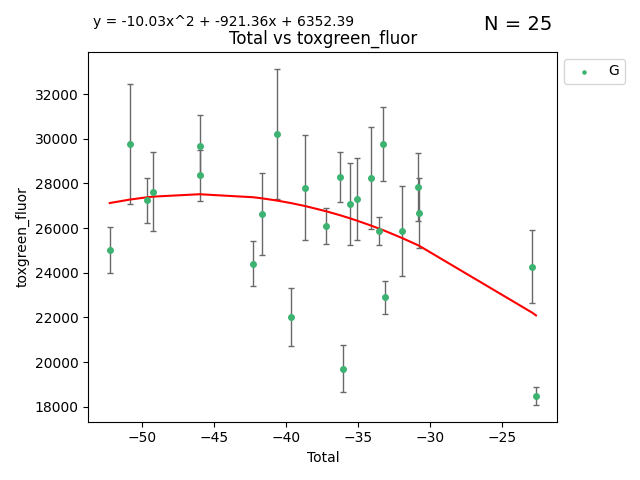 y = -10.03x^2 + -921.36x + 6352.39
N = 25
Total vs toxgreen_fluor
G
32000
30000
28000
26000
24000
22000
20000
18000
toxgreen_fluor
−50
−45
−40
−35
−30
−25
Total